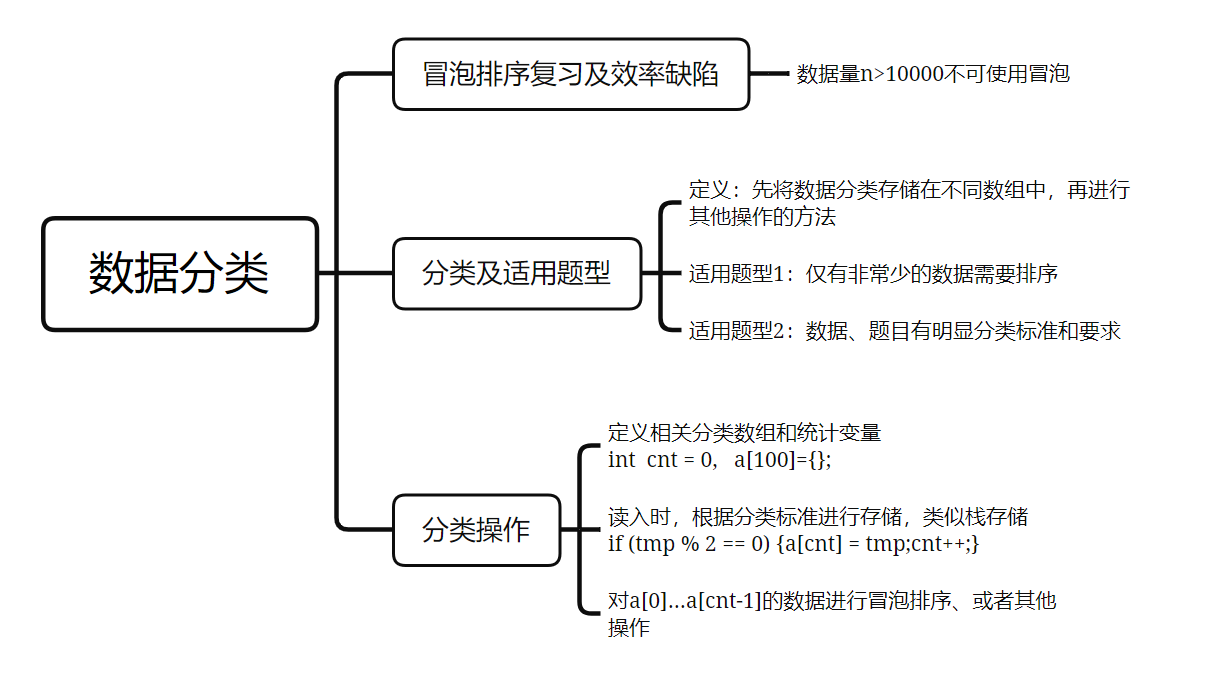 数据分类
冒泡排序复习及效率缺陷
数据量n>10000不可使用冒泡
分类及适用题型
定义：先将数据分类存储在不同数组中，再进行
其他操作的方法
适用题型1：仅有非常少的数据需要排序
适用题型2：数据、题目有明显分类标准和要求
分类操作
定义相关分类数组和统计变量
int cnt = 0, a[100]={};
读入时，根据分类标准进行存储，类似栈存储
if (tmp % 2 == 0) {a[cnt] = tmp;cnt++;}
对a[0]...a[cnt-1]的数据进行冒泡排序、或者其他
操作